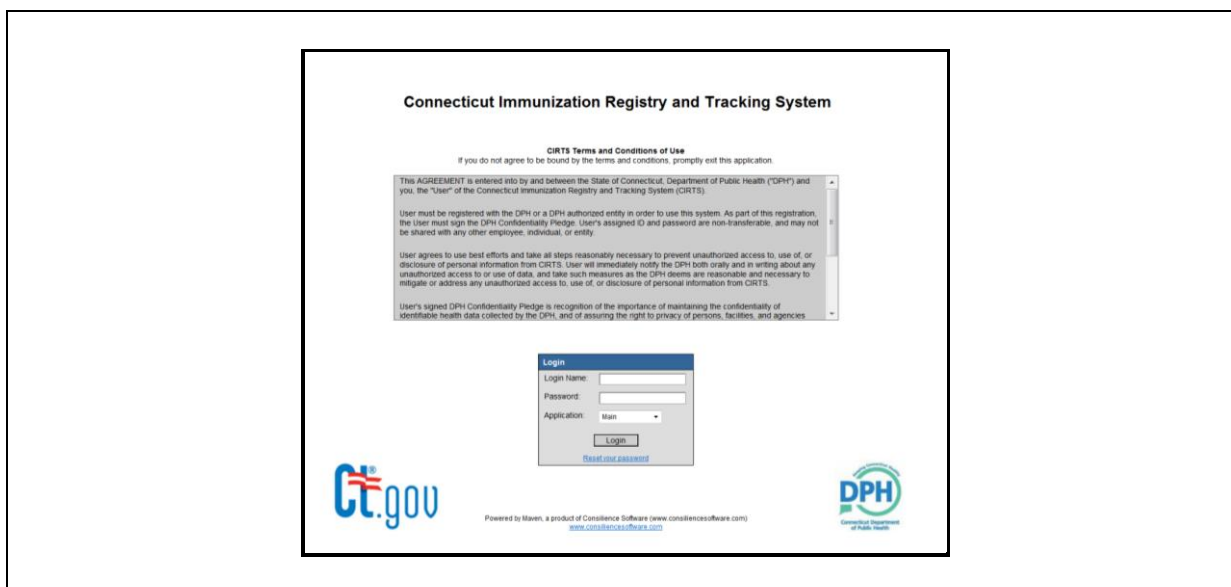 Connecticut Immunization Registry and Tracking System
CIRTS Terms and Conditions of Use
If you do not agree to be bound by the terms and conditions, promptly exit this application.
This AGREEMENT is entered into by and between the State of Connecticut, Department of Public Health ("DPH") and
you, the "User" of the Connecticut Immunization Registry and Tracking System (CIRTS).
User must be registered with the DPH or a DPH authorized entity in order to use this system. As part of this registration,
the User must sign the DPH Confidentiality Pledge. User's assigned ID and password are non-transferable, and may not
be shared with any other employee, individual, or entity.
User agrees to use best efforts and take all steps reasonably necessary to prevent unauthorized access to, use of, or
disclosure of personal information from CIRTS. User will immediately notify the DPH both orally and in writing about any
unauthorized access to or use of data, and take such measures as the DPH deems are reasonable and necessary to
mitigate or address any unauthorized access to, use of, or disclosure of personal information from CIRTS.
User's signed DPH Confidentiality Pledge is recognition of the importance of maintaining the confidentiality of
identifiable health data collected by the DPH, and of assuring the right to privacy of persons, facilities, and agencies
Login
Login Name:
Password:
Application: Main
Login
Reset your password
Ct.gov
®
DPH
Connecticut Department
of Public Health
Powered by Maven, a product of Consilience Software (www.consiliencesoftware.com)
www.consiliencesoftware.com